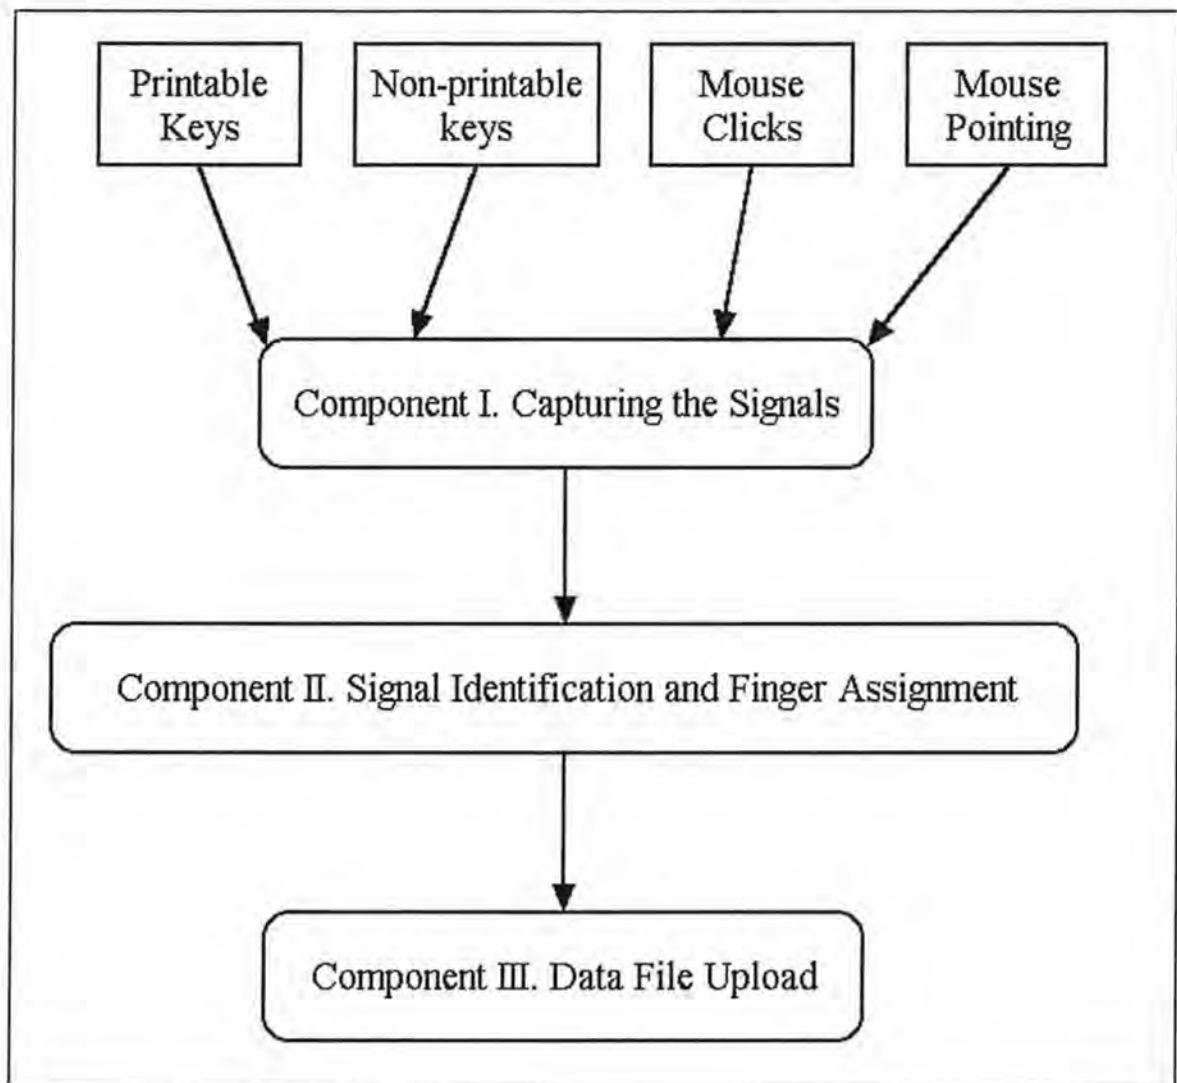 Printable
Keys
Non-printable
keys
Mouse
Clicks
Mouse
Pointing
Component I. Capturing the Signals
Component II. Signal Identification and Finger Assignment
Component III. Data File Upload